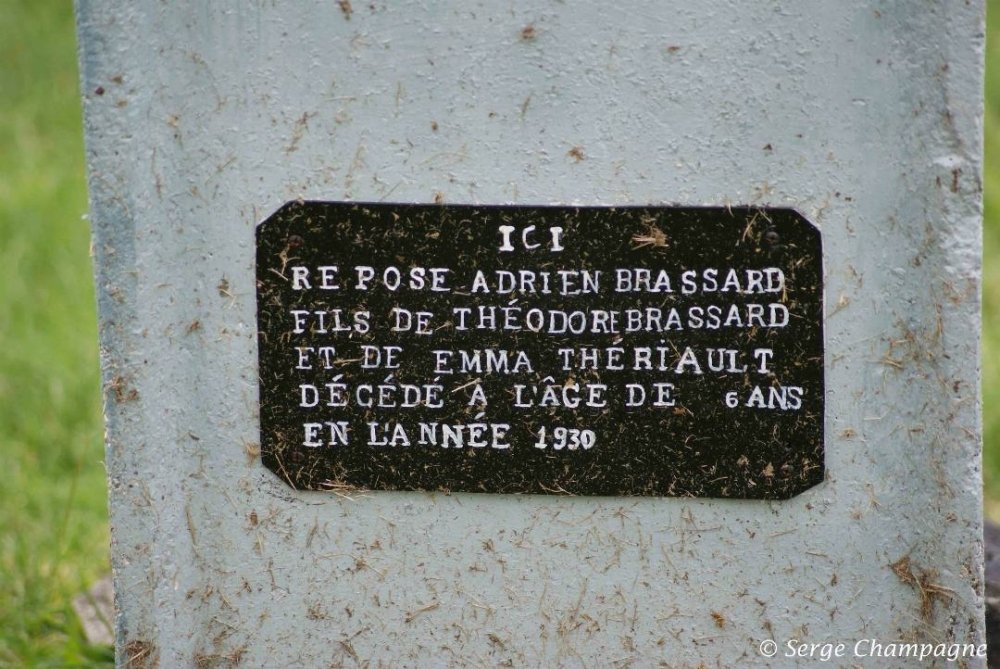 ICI
REPOSE ADRIEN BRASSARD
FILS DE THÉODORE BRASSARD
ET DE EMMA THERIAULT
DÉCÉDÉ A L'ÂGE DE 6 ANS
EN L'ANNÉE 1930
© Serge Champagne